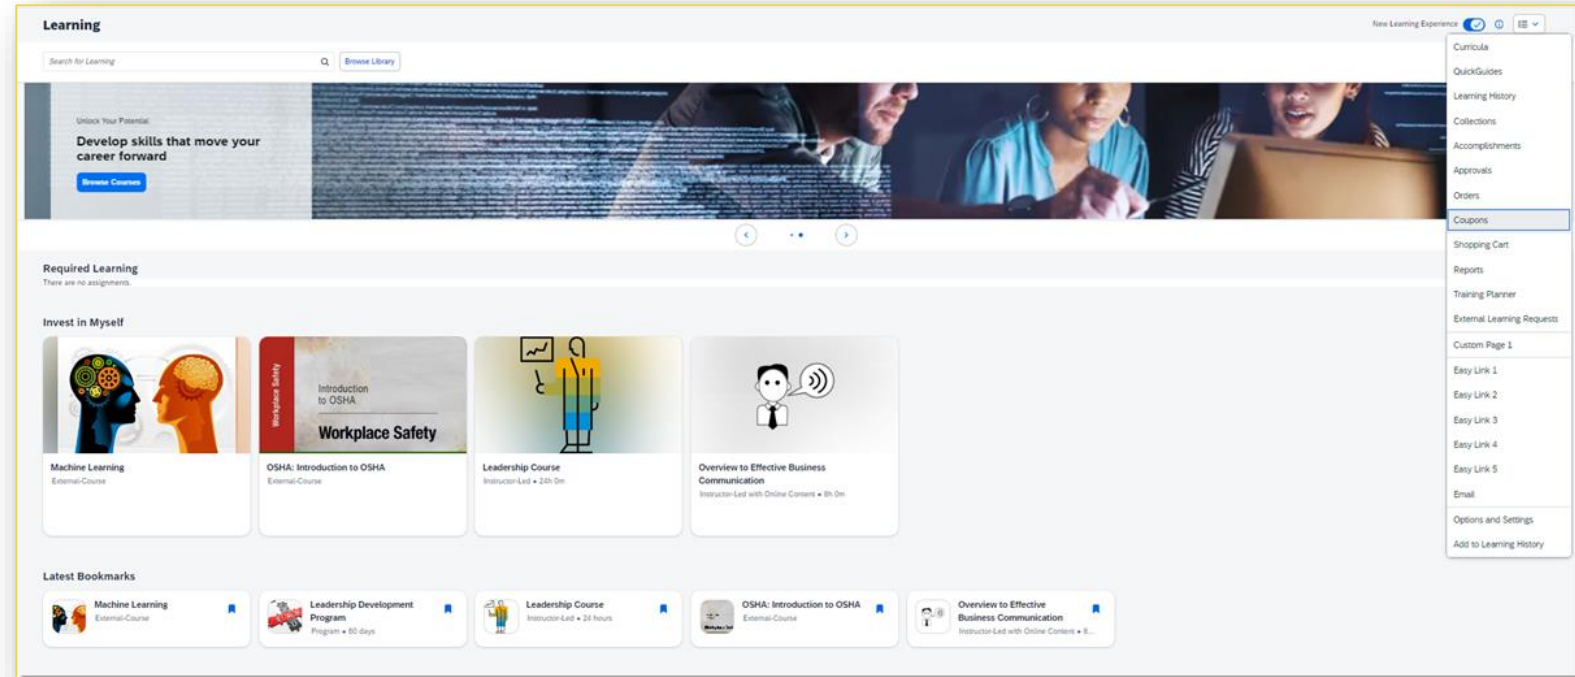 Learning
New Learning Experience
Search for Learning
Browse Library
Unlock Your Potential
Develop skills that move your
career forward
Browse Courses
Curricula
QuickGuides
Learning History
Collections
Accomplishments
Approvals
Orders
Coupons
Shopping Cart
Reports
Training Planner
External Learning Requests
Custom Page 1
Easy Link 1
Easy Link 2
Easy Link 3
Easy Link 4
Easy Link 5
Email
Options and Settings
Add to Learning History
Required Learning
There are no assignments.
Invest in Myself
Workplace Safety
Introduction
to OSHA
Workplace Safety
Machine Learning
External-Course
OSHA: Introduction to OSHA
External-Course
Leadership Course
Instructor-Led • 24h 0m
Overview to Effective Business
Communication
Instructor-Led with Online Content • 8h 0m
Latest Bookmarks
Machine Learning
External-Course
Leadership Development
Program
Program • 60 days
Leadership Course
Instructor-Led • 24 hours
OSHA: Introduction to OSHA
External-Course
Overview to Effective
Business Communication
Instructor-Led with Online Content • 8...